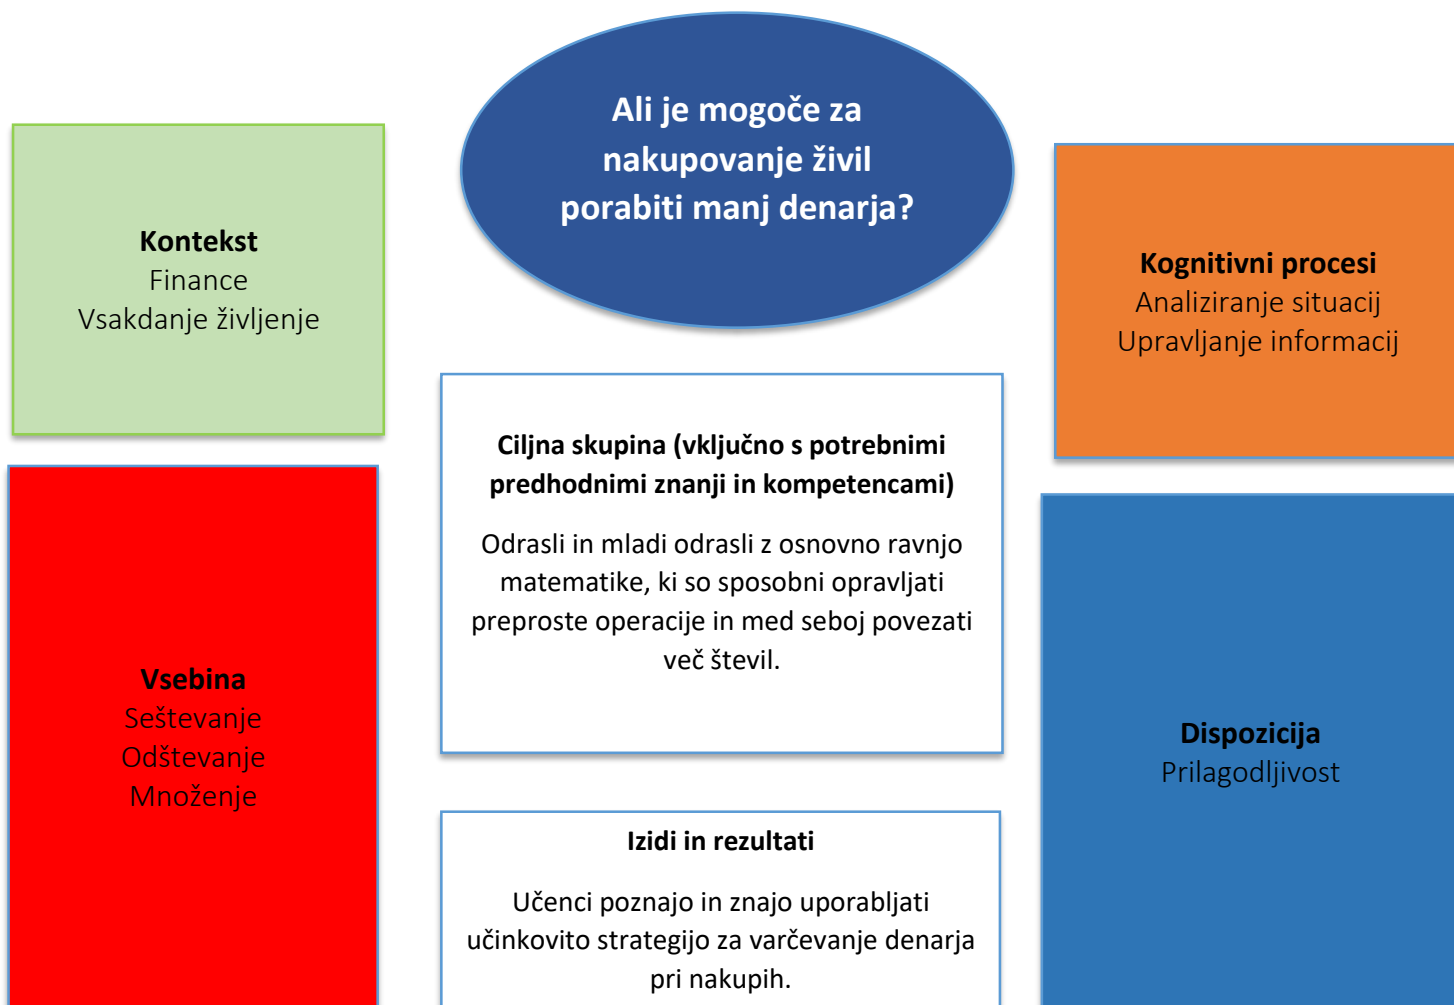 Ali je mogoče za
nakupovanje živil
porabiti manj denarja?
Kontekst
Finance
Vsakdanje življenje
Kognitivni procesi
Analiziranje situacij
Upravljanje informacij
Ciljna skupina (vključno s potrebnimi
predhodnimi znanji in kompetencami)
Odrasli in mladi odrasli z osnovno ravnjo
matematike, ki so sposobni opravljati
preproste operacije in med seboj povezati
več števil.
Vsebina
Seštevanje
Odštevanje
Množenje
Dispozicija
Prilagodljivost
Izidi in rezultati
Učenci poznajo in znajo uporabljati
učinkovito strategijo za varčevanje denarja
pri nakupih.